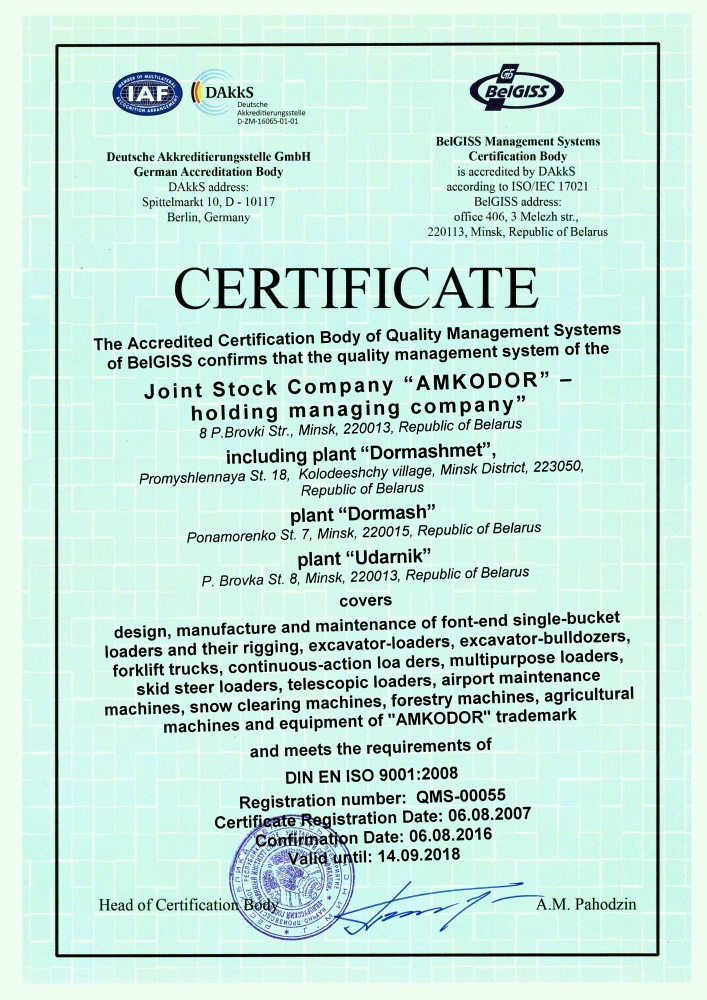 MEMBER OF MULTILATERAL
IAF
RECOGNITION ARRANGEMENT
DAkkS
Deutsche
Akkreditierungsstelle
D-ZM-16065-01-01
BelGISS
Deutsche Akkreditierungsstelle GmbH
German Accreditation Body
DAkkS address:
Spittelmarkt 10, D - 10117
Berlin, Germany
BelGISS Management Systems
Certification Body
is accredited by DAkkS
according to ISO/IEC 17021
BelGISS address:
office 406, 3 Melezh str.,
220113, Minsk, Republic of Belarus
CERTIFICATE
The Accredited Certification Body of Quality Management Systems
of BelGISS confirms that the quality management system of the
Joint Stock Company “AMKODOR” –
holding managing company”
8 P.Brovki Str., Minsk, 220013, Republic of Belarus
including plant “Dormashmet”,
Promyshlennaya St. 18, Kolodeeshchy village, Minsk District, 223050,
Republic of Belarus
plant “Dormash”
Ponamorenko St. 7, Minsk, 220015, Republic of Belarus
plant “Udarnik”
P. Brovka St. 8, Minsk, 220013, Republic of Belarus
covers
design, manufacture and maintenance of font-end single-bucket
loaders and their rigging, excavator-loaders, excavator-bulldozers,
forklift trucks, continuous-action loa ders, multipurpose loaders,
skid steer loaders, telescopic loaders, airport maintenance
machines, snow clearing machines, forestry machines, agricultural
machines and equipment of "AMKODOR" trademark
and meets the requirements of
DIN EN ISO 9001:2008
Registration number: QMS-00055
Certificate Registration Date: 06.08.2007
Confirmation Date: 06.08.2016
Valid until: 14.09.2018
Head of Certification Body
A.M. Pahodzin